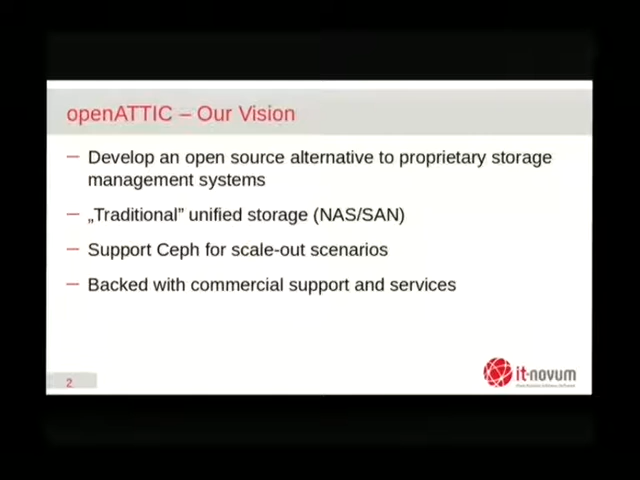 openATTIC – Our Vision
– Develop an open source alternative to proprietary storage
management systems
– „Traditional” unified storage (NAS/SAN)
– Support Ceph for scale-out scenarios
– Backed with commercial support and services
2
it-novum